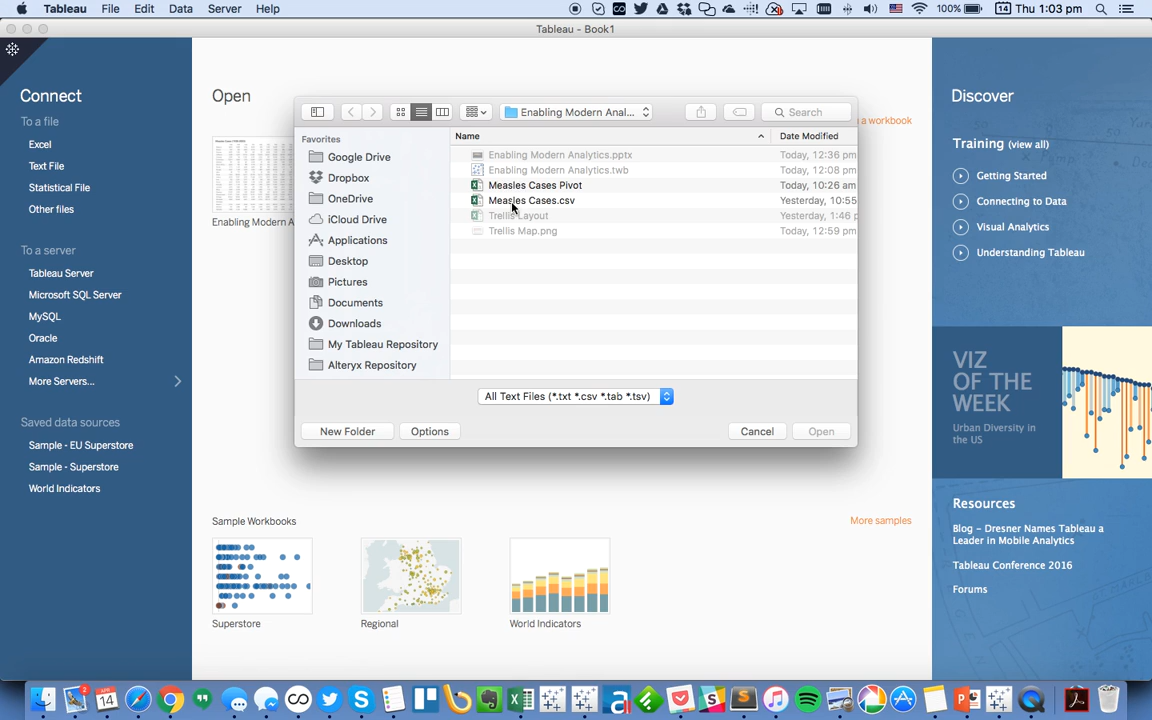 Tableau File Edit Data Server Help
100% 14 Thu 1:03 pm
Tableau - Book1
Connect
To a file
Excel
Text File
Statistical File
Other files
To a server
Tableau Server
Microsoft SQL Server
MySQL
Oracle
Amazon Redshift
More Servers...
Saved data sources
Sample - EU Superstore
Sample - Superstore
World Indicators
Open
a workbook
Enabling Modern A
Enabling Modern Anal...
Search
Favorites
Google Drive
Dropbox
OneDrive
iCloud Drive
Applications
Desktop
Pictures
Documents
Downloads
My Tableau Repository
Alteryx Repository
Name Date Modified
Enabling Modern Analytics.pptx Today, 12:36 pm
Enabling Modern Analytics.twb Today, 12:08 pm
Measles Cases Pivot Today, 10:26 am
Measles Cases.csv Yesterday, 10:55
Trellis Layout Yesterday, 1:46 p
Trellis Map.png Today, 12:59 pm
All Text Files (*.txt *.csv *.tab *.tsv)
New Folder Options Cancel Open
Sample Workbooks More samples
Superstore Regional World Indicators
Discover
Training (view all)
Getting Started
Connecting to Data
Visual Analytics
Understanding Tableau
VIZ
OF THE
WEEK
Urban Diversity in
the US
Resources
Blog – Dresner Names Tableau a
Leader in Mobile Analytics
Tableau Conference 2016
Forums